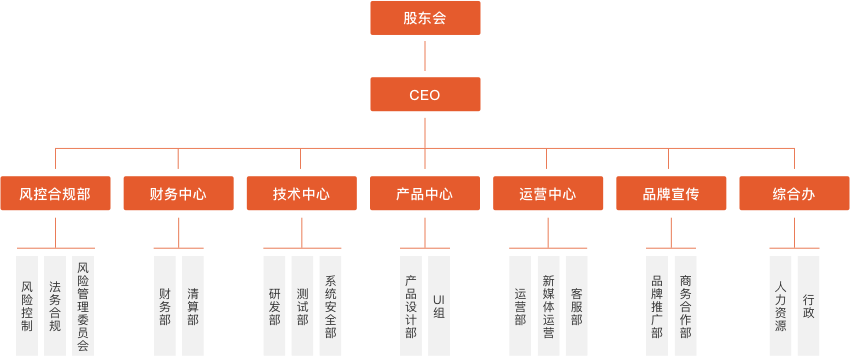 股东会
CEO
风控合规部
财务中心
技术中心
产品中心
运营中心
品牌宣传
综合办
风险控制
法务合规
风险管理委员会
财务部
清算部
研发部
测试部
系统安全部
产品设计部
UI组
运营部
新媒体运营
客服部
品牌推广部
商务合作部
人力资源
行政